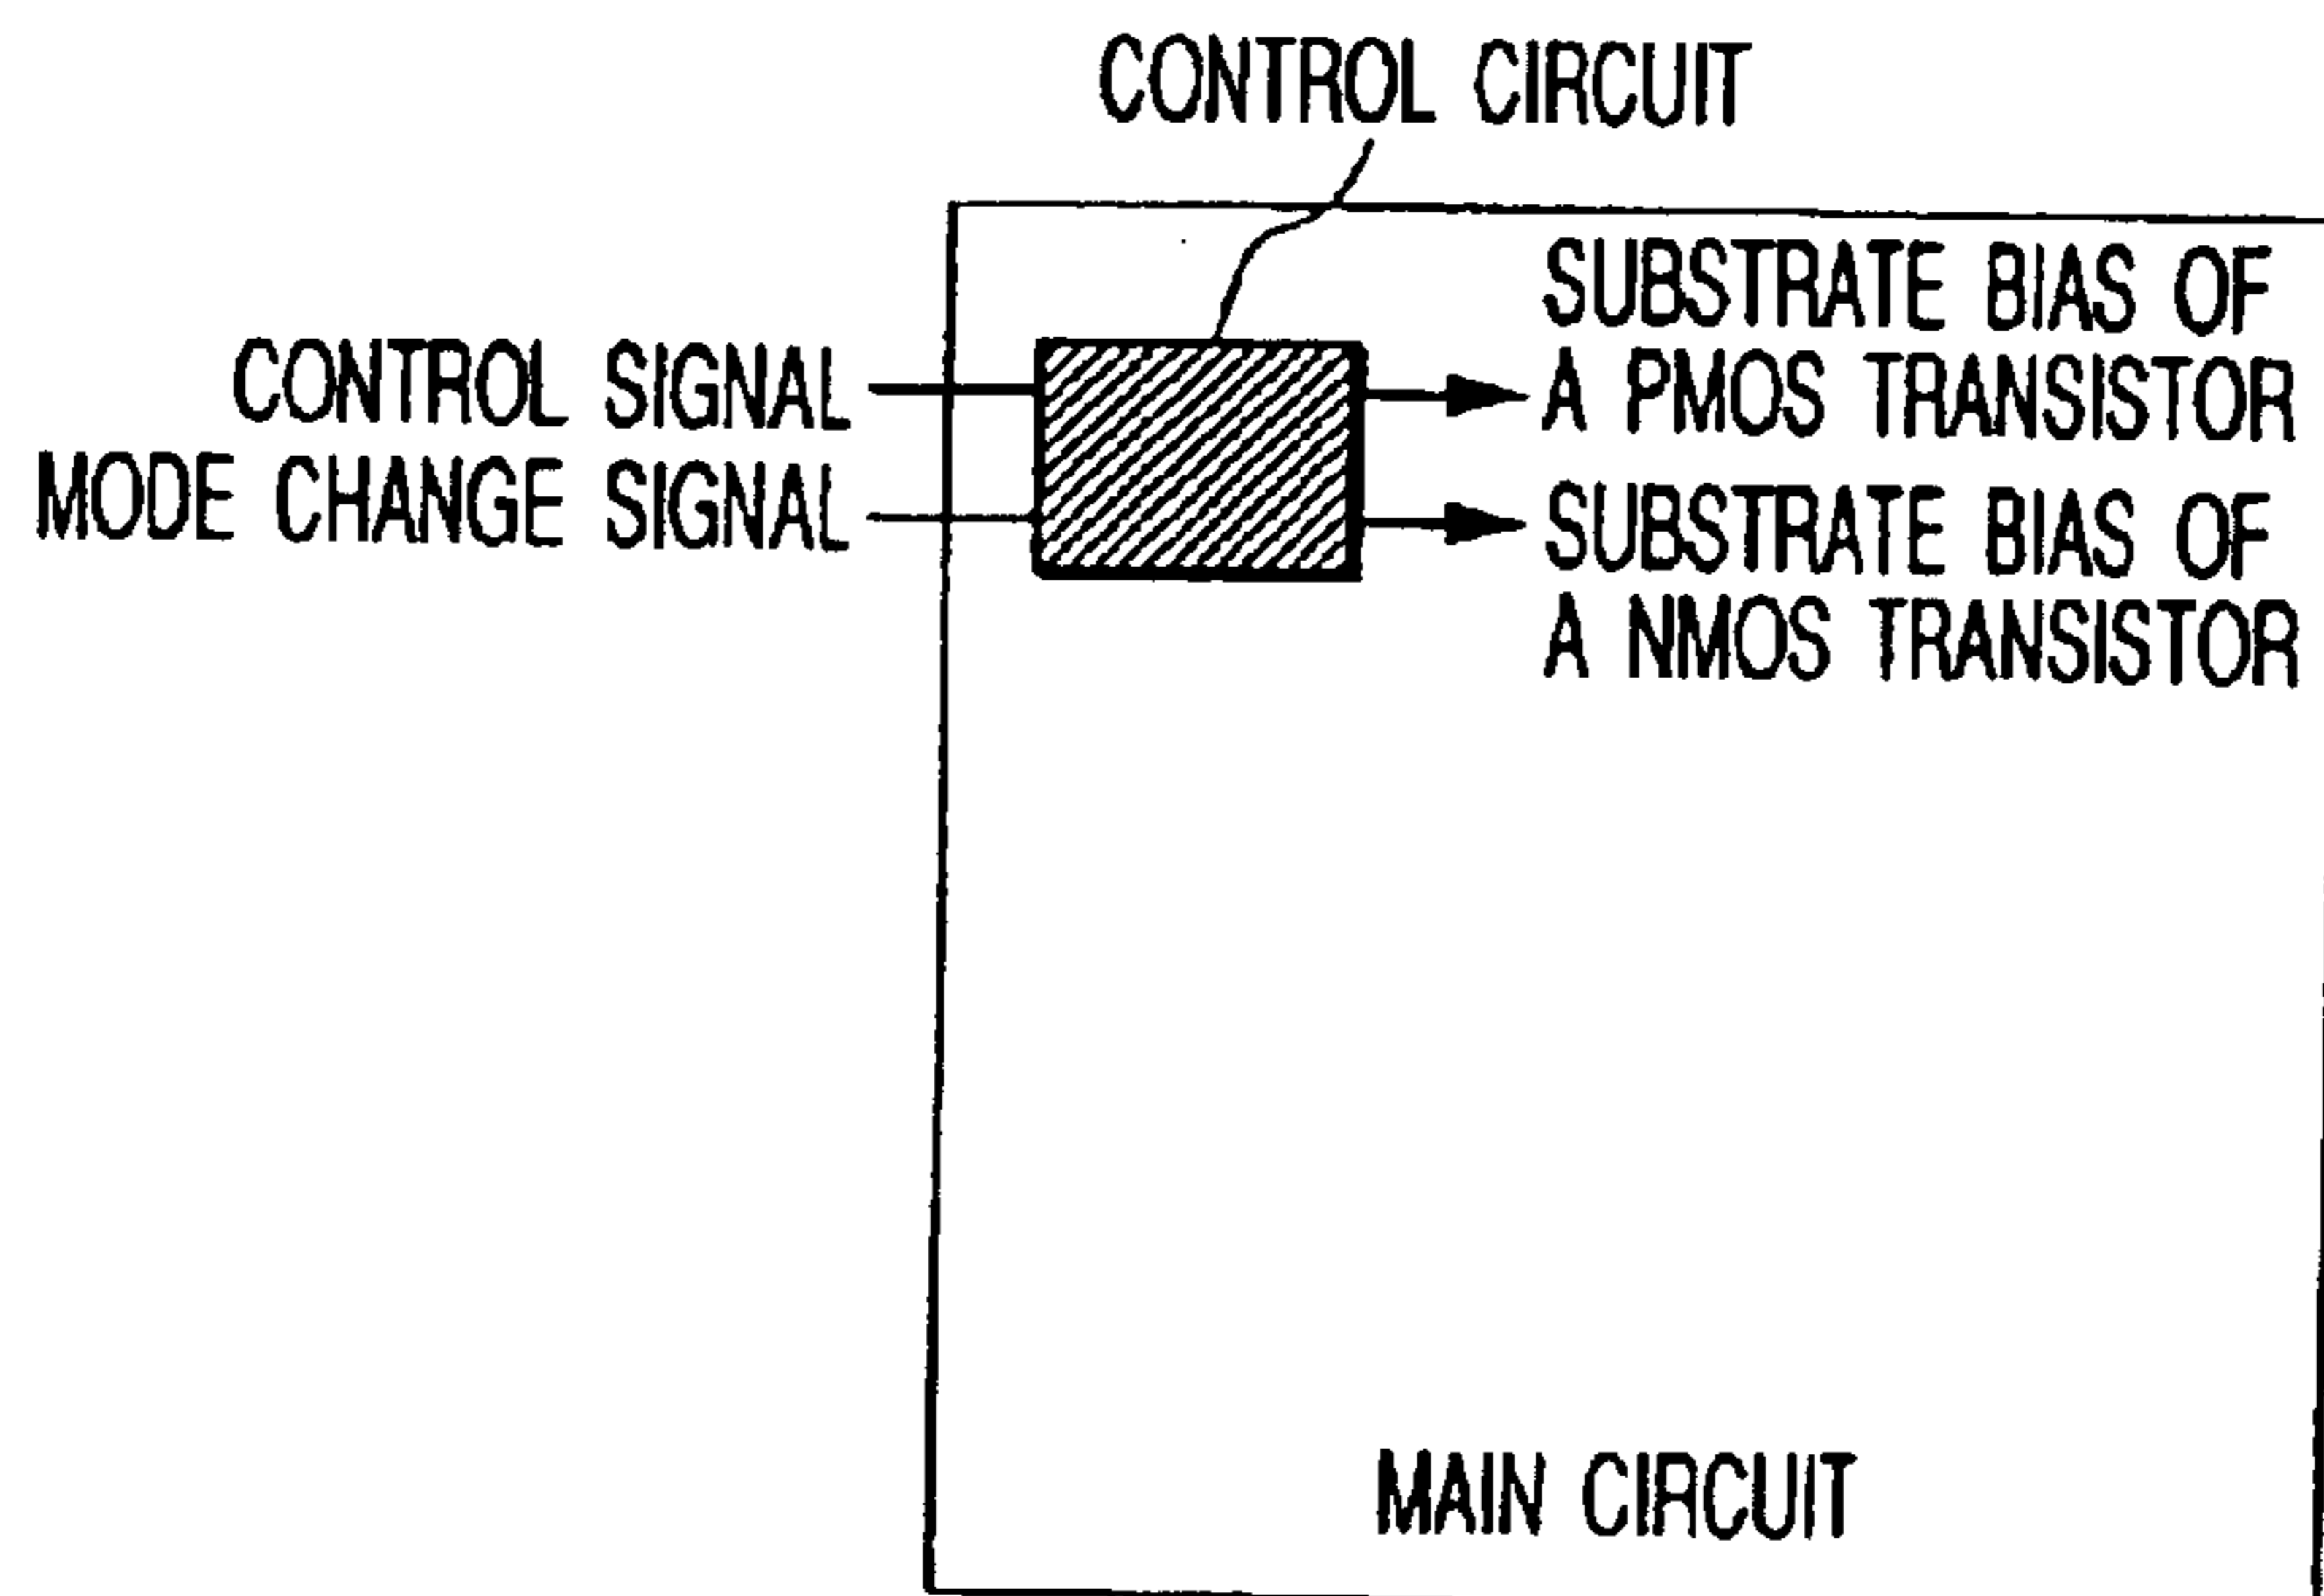 CONTROL CIRCUIT
SUBSTRATE BIAS OF
A PMOS TRANSISTOR
CONTROL SIGNAL
MODE CHANGE SIGNAL
SUBSTRATE BIAS OF
A NMOS TRANSISTOR
MAIN CIRCUIT